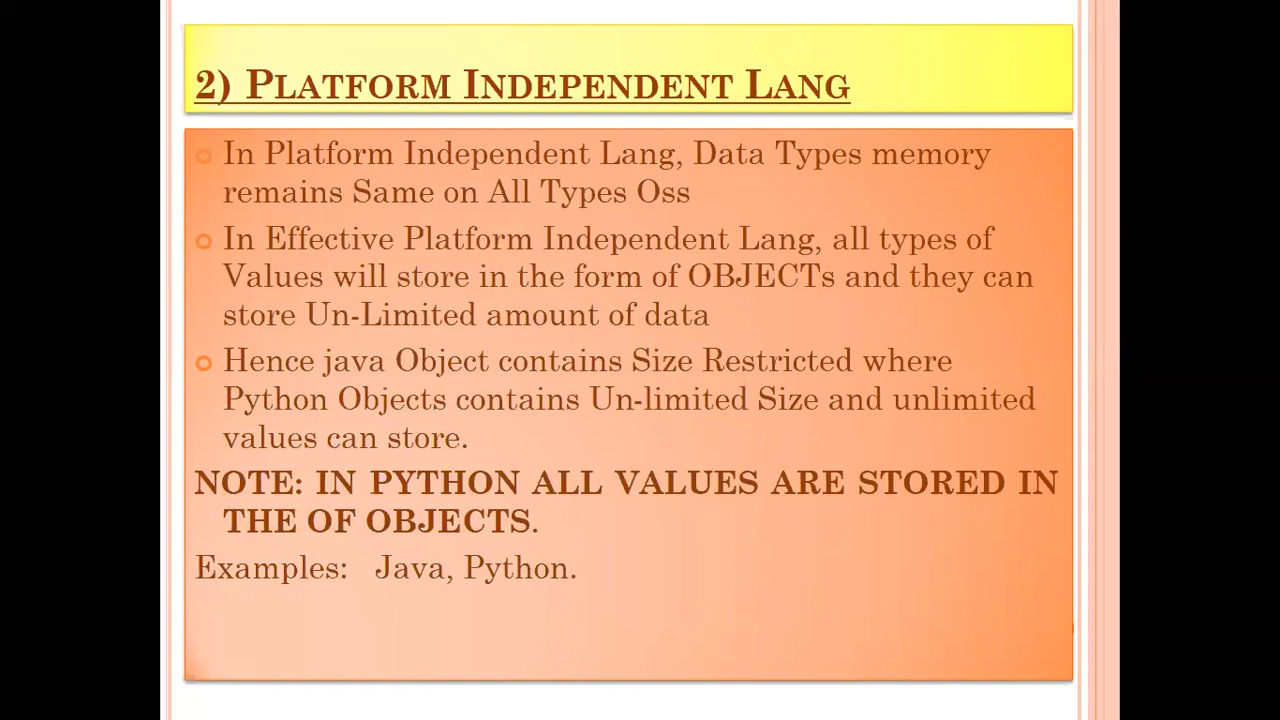 2) PLATFORM INDEPENDENT LANG
In Platform Independent Lang, Data Types memory
remains Same on All Types Oss
In Effective Platform Independent Lang, all types of
Values will store in the form of OBJECTs and they can
store Un-Limited amount of data
Hence java Object contains Size Restricted where
Python Objects contains Un-limited Size and unlimited
values can store.
NOTE: IN PYTHON ALL VALUES ARE STORED IN
THE OF OBJECTS.
Examples: Java, Python.